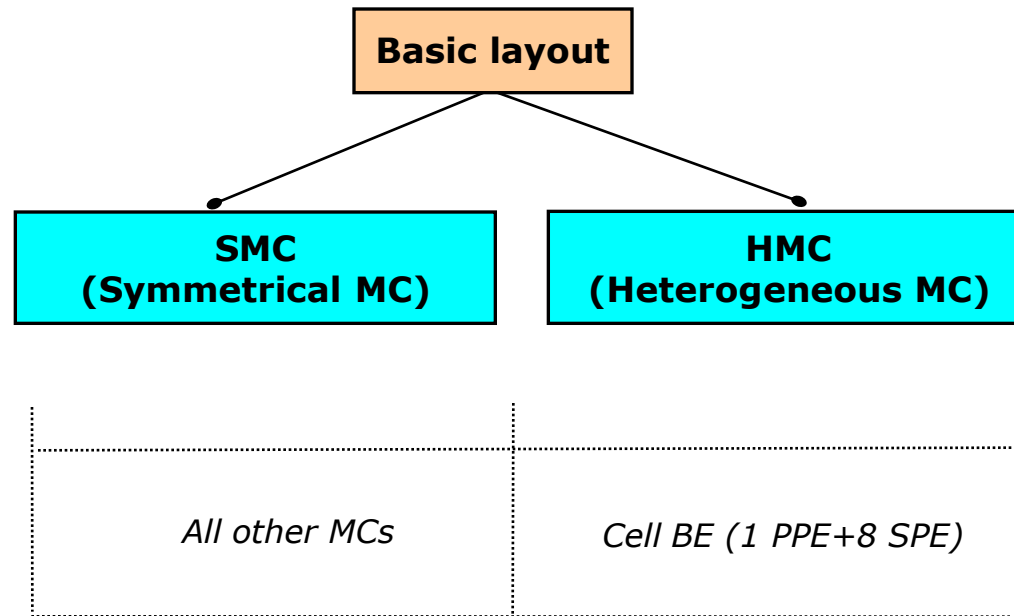 Basic layout
SMC
(Symmetrical MC)
HMC
(Heterogeneous MC)
All other MCs
Cell BE (1 PPE+8 SPE)